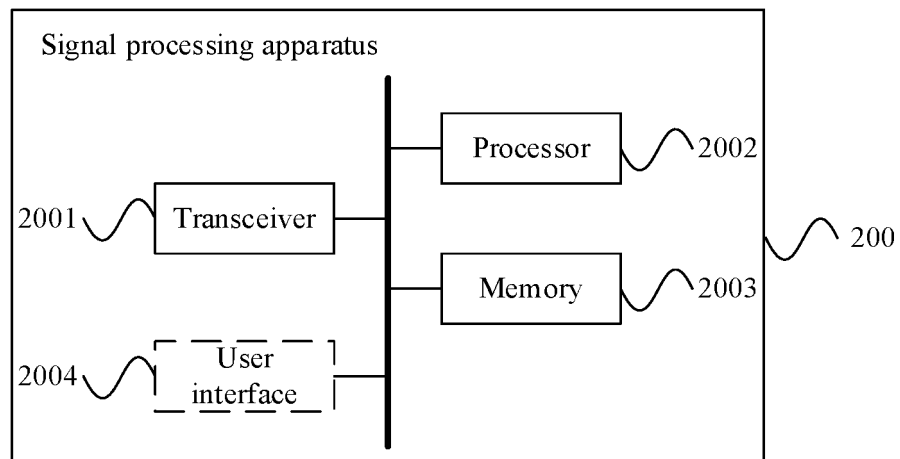 Signal processing apparatus
Processor
2002
2001
Transceiver
200
Memory
2003
2004
User
interface